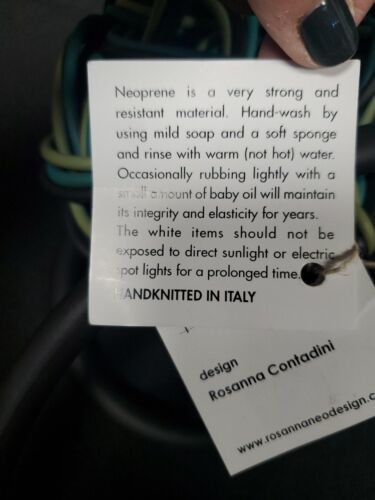 Neoprene is a very strong and
resistant material. Hand-wash by
using mild soap and a soft sponge
and rinse with warm (not hot) water.
Occasionally rubbing lightly with a
small amount of baby oil will maintain
its integrity and elasticity for years.
The white items should not be
exposed to direct sunlight or electric
spot lights for a prolonged time.
HANDKNITTED IN ITALY
design
Rosanna Contadini
www.rosannaneodesign.c